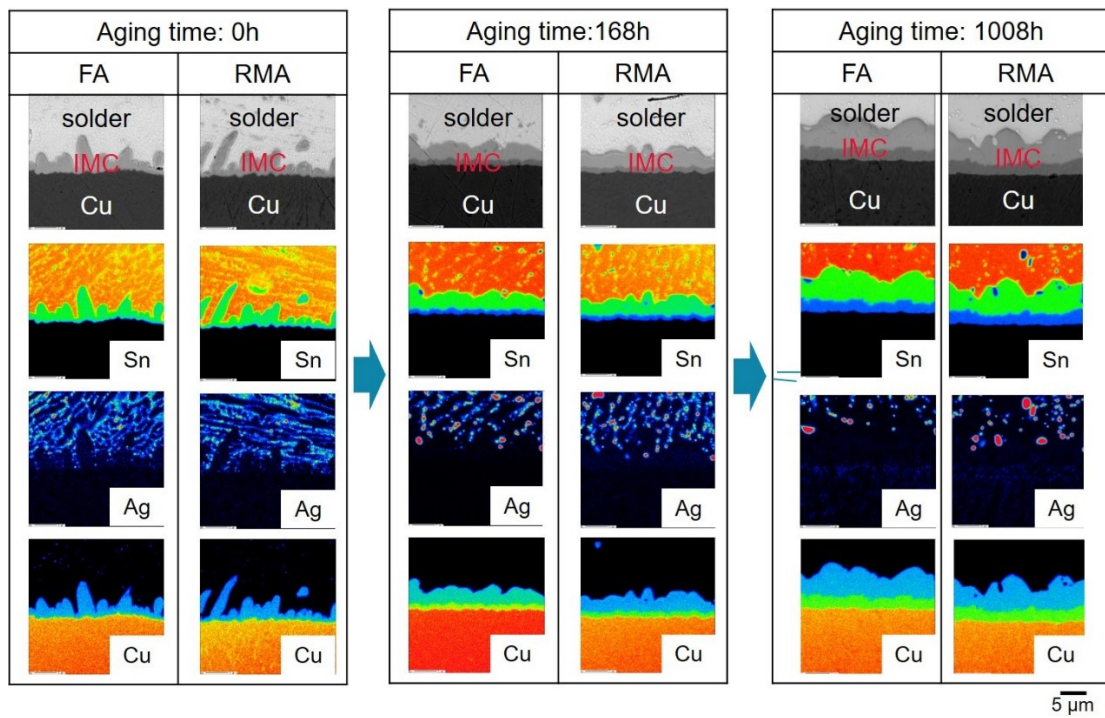 Aging time: 0h
FA RMA
solder solder
IMC IMC
Cu Cu
Sn Sn
Ag Ag
Cu Cu
Aging time:168h
FA RMA
solder solder
IMC IMC
Cu Cu
Sn Sn
Ag Ag
Cu Cu
Aging time: 1008h
FA RMA
solder solder
IMC IMC
Cu Cu
Sn Sn
Ag Ag
Cu Cu
5 µm